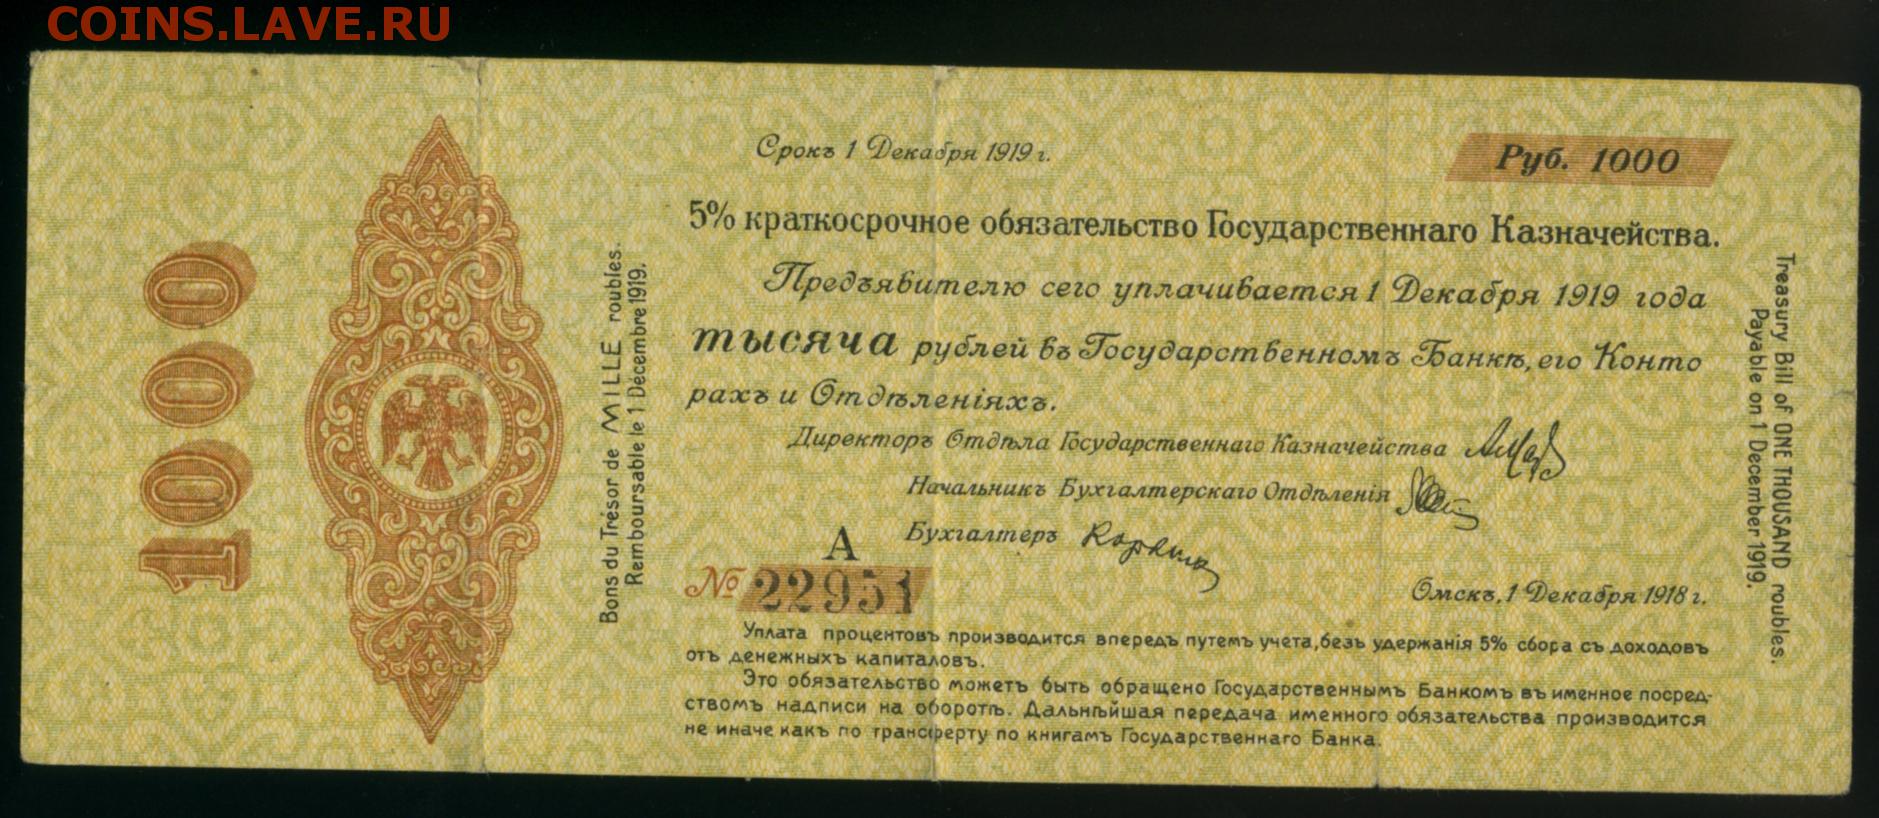 COINS.LAVE.RU
1000
Bons du Trésor de MILLE roubles.
Remboursable le 1 Décembre 1919.
Срокъ 1 Декабря 1919 г.
Руб. 1000
5% краткосрочное обязательство Государственнаго Казначейства.
Предъявителю сего уплачивается 1 Декабря 1919 года
тысяча рублей въ Государственномъ Банкѣ, его Конто
рахъ и Отдѣленіяхъ.
Директоръ Отдѣла Государственнаго Казначейства
Начальникъ Бухгалтерскаго Отдѣленія
Бухгалтеръ
А
№ 22951
Омскъ, 1 Декабря 1918 г.
Уплата процентовъ производится впередъ путемъ учета, безъ удержанія 5% сбора съ доходовъ
отъ денежныхъ капиталовъ.
Это обязательство можетъ быть обращено Государственнымъ Банкомъ въ именное посред-
ствомъ надписи на оборотѣ. Дальнѣйшая передача именного обязательства производится
не иначе какъ по трансферту по книгамъ Государственнаго Банка.
Treasury Bill of ONE THOUSAND roubles.
Payable on 1 December 1919.